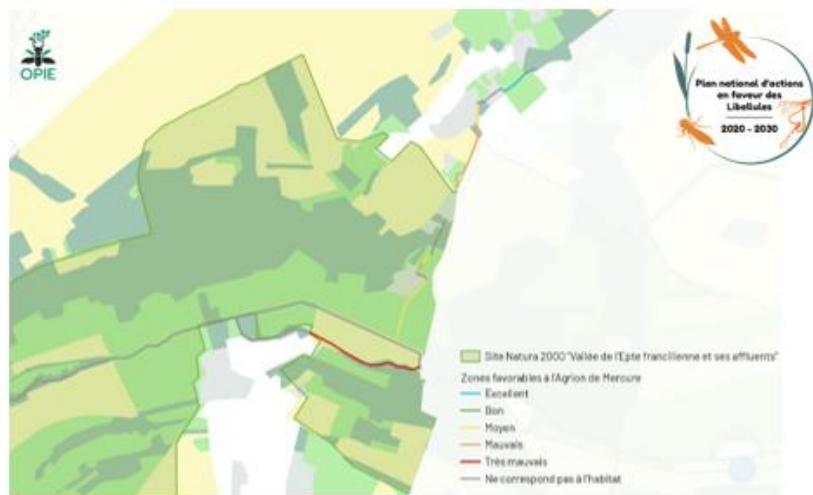 OPIE
Plan national d'actions
en faveur des
Libellules
2020 - 2030
Site Natura 2000 "Vallée de l'Epte francilienne et ses affluents"
Zones favorables à l'Agrion de Mercure
Excellent
Bon
Moyen
Mauvais
Très mauvais
Ne correspond pas à l'habitat